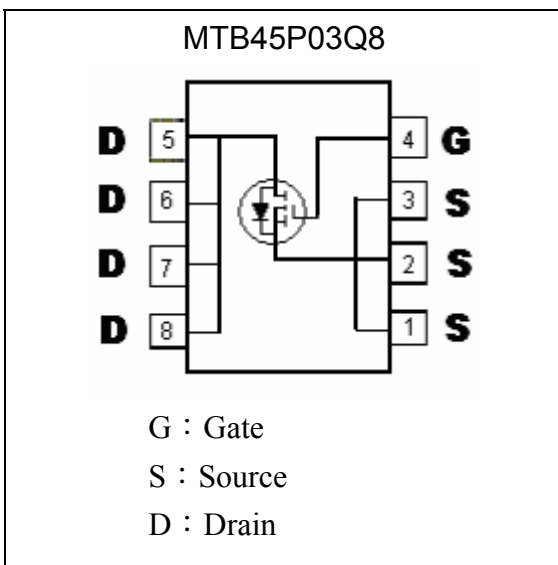 MTB45P03Q8
D 5 4 G
D 6 3 S
D 7 2 S
D 8 1 S
G：Gate
S：Source
D：Drain